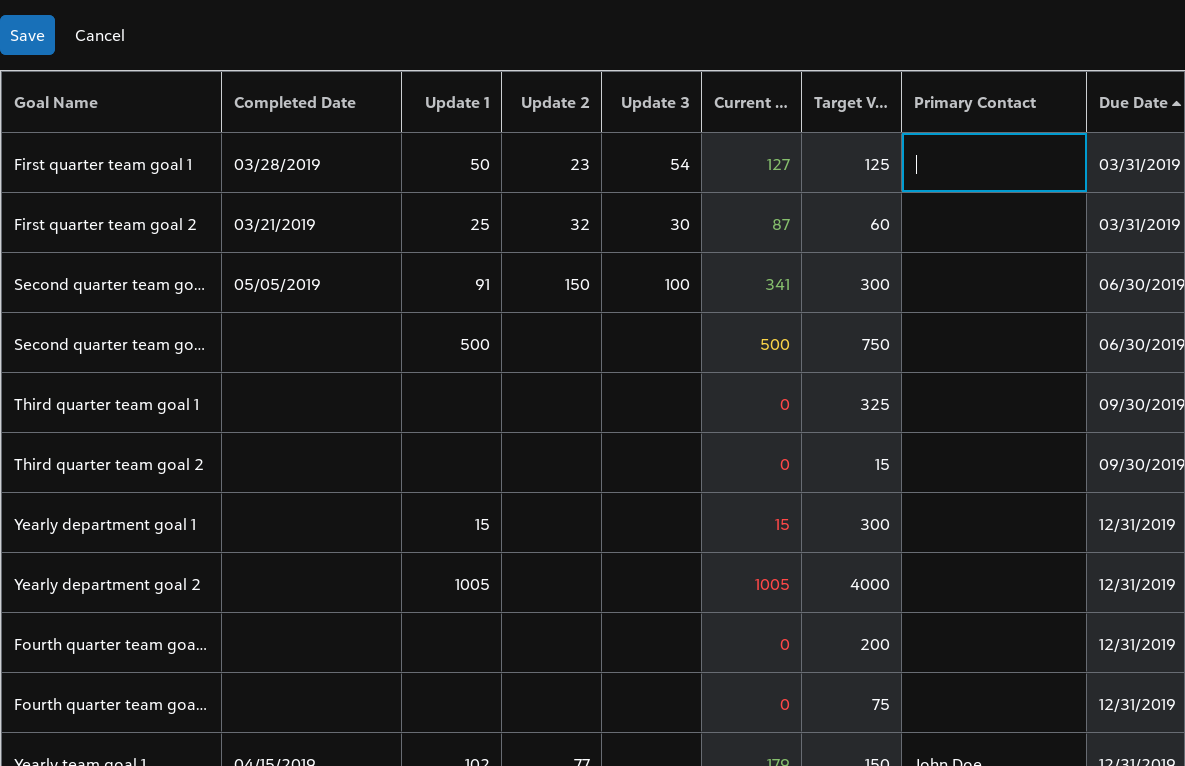 Save Cancel
Goal Name Completed Date Update 1 Update 2 Update 3 Current ... Target V... Primary Contact Due Date
First quarter team goal 1 03/28/2019 50 23 54 127 125 03/31/2019
First quarter team goal 2 03/21/2019 25 32 30 87 60 03/31/2019
Second quarter team go... 05/05/2019 91 150 100 341 300 06/30/2019
Second quarter team go... 500 500 750 06/30/2019
Third quarter team goal 1 0 325 09/30/2019
Third quarter team goal 2 0 15 09/30/2019
Yearly department goal 1 15 15 300 12/31/2019
Yearly department goal 2 1005 1005 4000 12/31/2019
Fourth quarter team goa... 0 200 12/31/2019
Fourth quarter team goa... 0 75 12/31/2019
Yearly team goal 1 04/15/2019 102 77 179 150 John Doe 12/31/2019